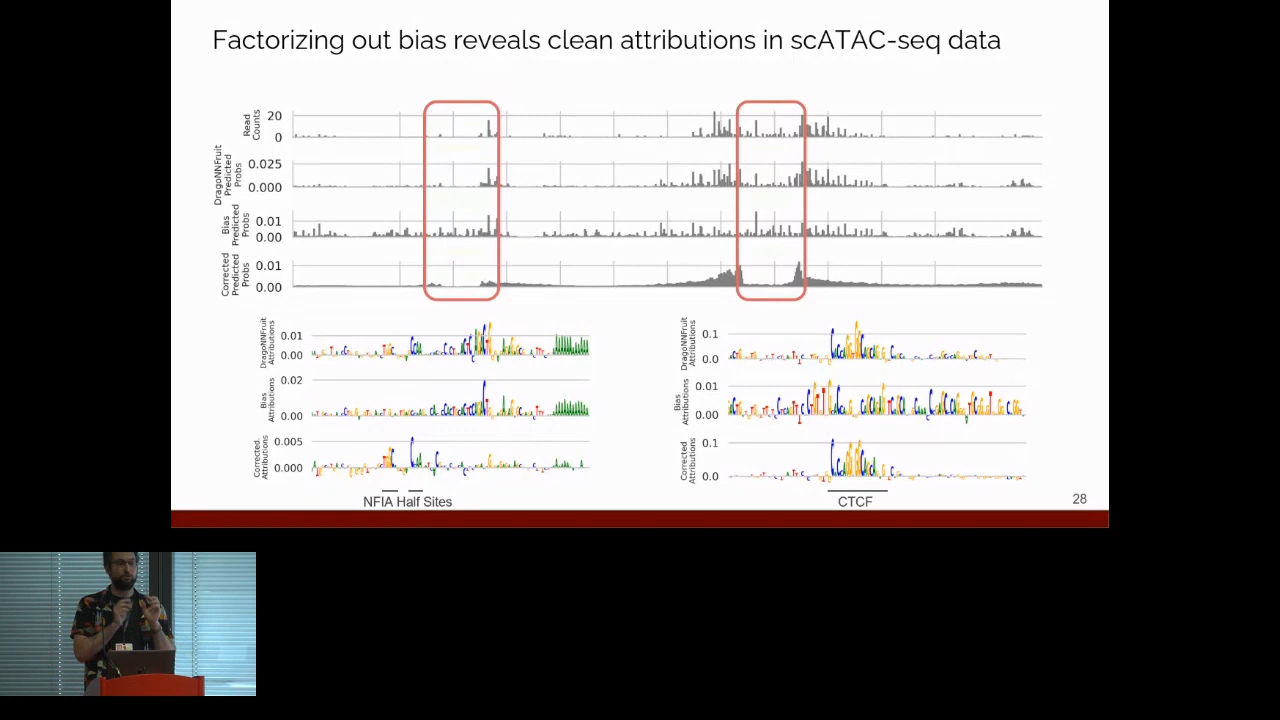 Factorizing out bias reveals clean attributions in scATAC-seq data
Read
Counts
20
0
DragoNNFruit
Predicted
Probs
0.025
0.000
Bias
Predicted
Probs
0.01
0.00
Corrected
Predicted
Probs
0.01
0.00
DragoNNFruit
Attributions
0.01
0.00
Bias
Attributions
0.02
0.00
Corrected
Attributions
0.005
0.000
NFIA Half Sites
DragoNNFruit
Attributions
0.1
0.0
Bias
Attributions
0.01
0.00
Corrected
Attributions
0.1
0.0
CTCF
28